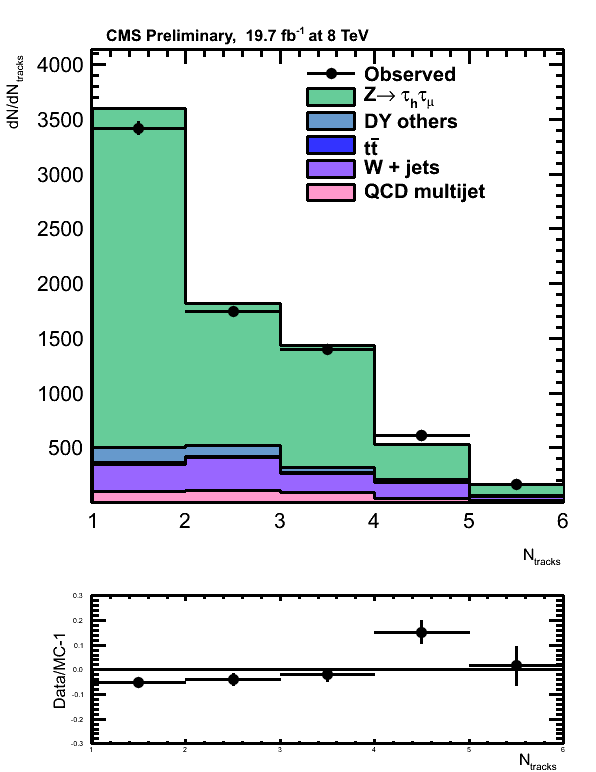 CMS Preliminary, 19.7 fb⁻¹ at 8 TeV
dN/dN_tracks
4000
3500
3000
2500
2000
1500
1000
500
Observed
Z→ τ_hτ_μ
DY others
tt̄
W + jets
QCD multijet
1 2 3 4 5 6
N_tracks
Data/MC-1
0.3
0.2
0.1
0.0
-0.1
-0.2
-0.3
1 2 3 4 5 6
N_tracks